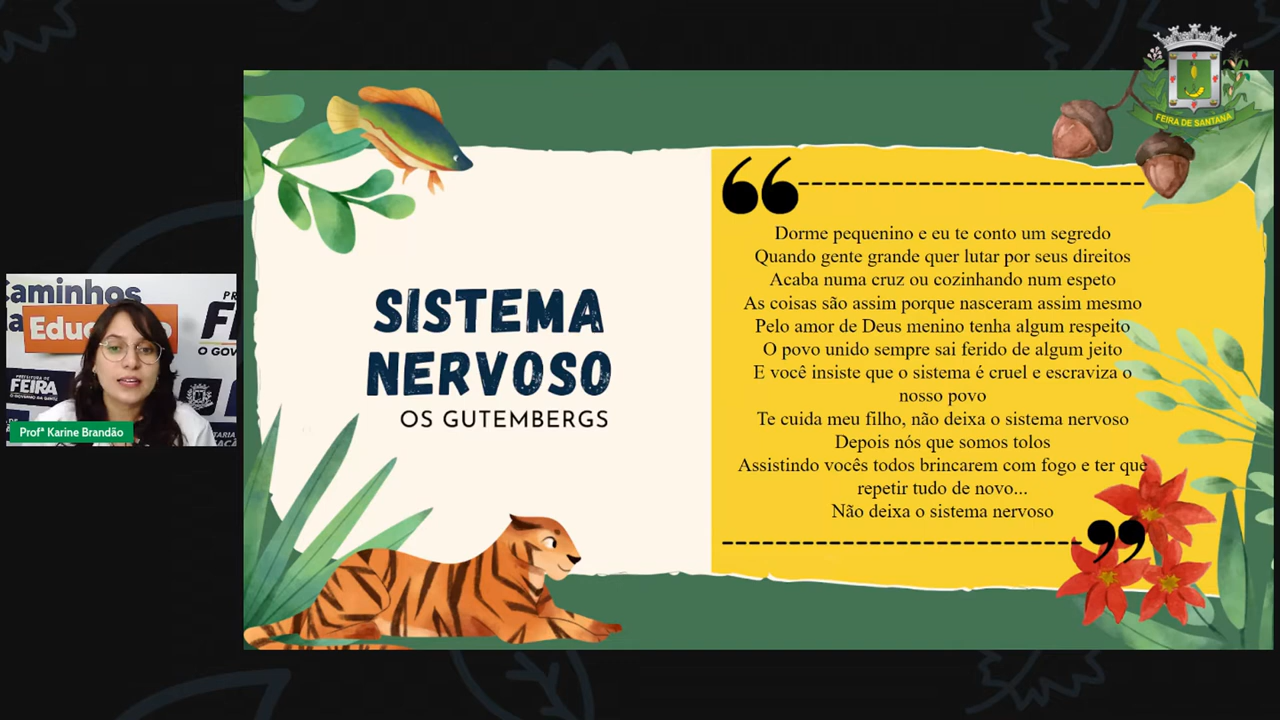 FEIRA DE SANTANA
SISTEMA
NERVOSO
OS GUTEMBERGS
Dorme pequenino e eu te conto um segredo
Quando gente grande quer lutar por seus direitos
Acaba numa cruz ou cozinhando num espeto
As coisas são assim porque nasceram assim mesmo
Pelo amor de Deus menino tenha algum respeito
O povo unido sempre sai ferido de algum jeito
E você insiste que o sistema é cruel e escraviza o
nosso povo
Te cuida meu filho, não deixa o sistema nervoso
Depois nós que somos tolos
Assistindo vocês todos brincarem com fogo e ter que
repetir tudo de novo...
Não deixa o sistema nervoso
aminhos
Educ
O GOV
PREFEITURA DE
FEIRA
Profª Karine Brandão